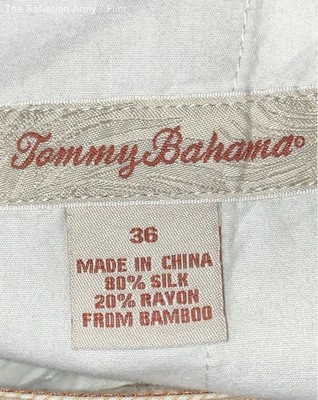 The Salvation Army - Flint
Tommy Bahama®
36
MADE IN CHINA
80% SILK
20% RAYON
FROM BAMBOO